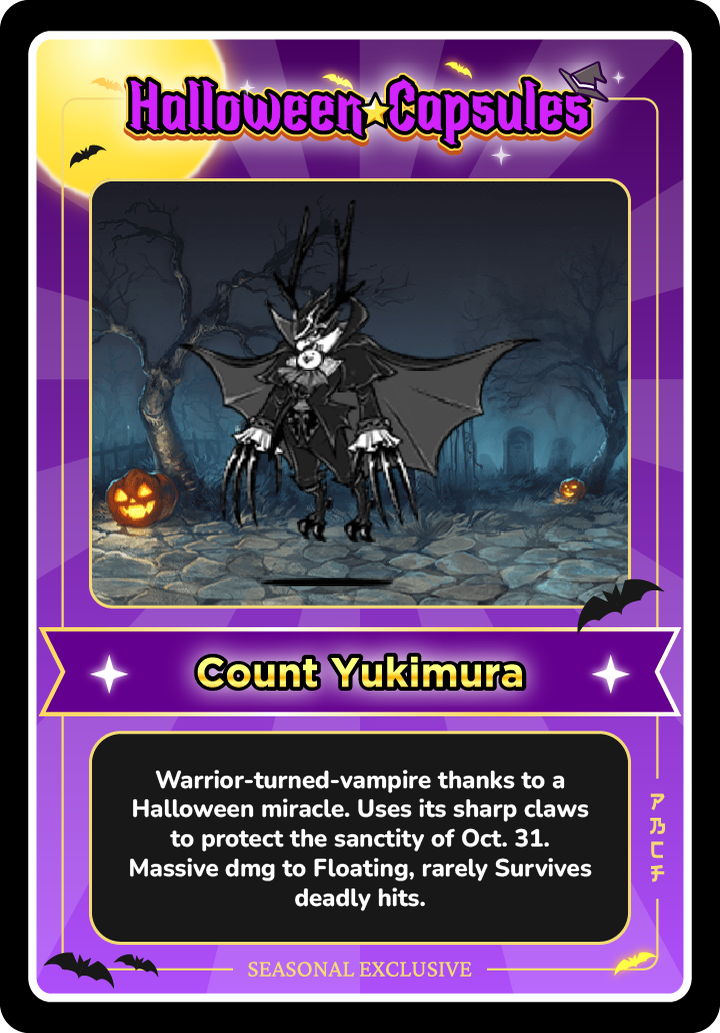 Halloween★Capsules
Count Yukimura
Warrior-turned-vampire thanks to a
Halloween miracle. Uses its sharp claws
to protect the sanctity of Oct. 31.
Massive dmg to Floating, rarely Survives
deadly hits.
SEASONAL EXCLUSIVE